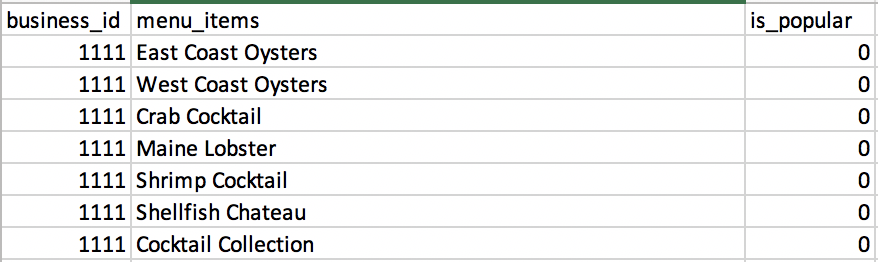 business_id menu_items is_popular
1111 East Coast Oysters 0
1111 West Coast Oysters 0
1111 Crab Cocktail 0
1111 Maine Lobster 0
1111 Shrimp Cocktail 0
1111 Shellfish Chateau 0
1111 Cocktail Collection 0